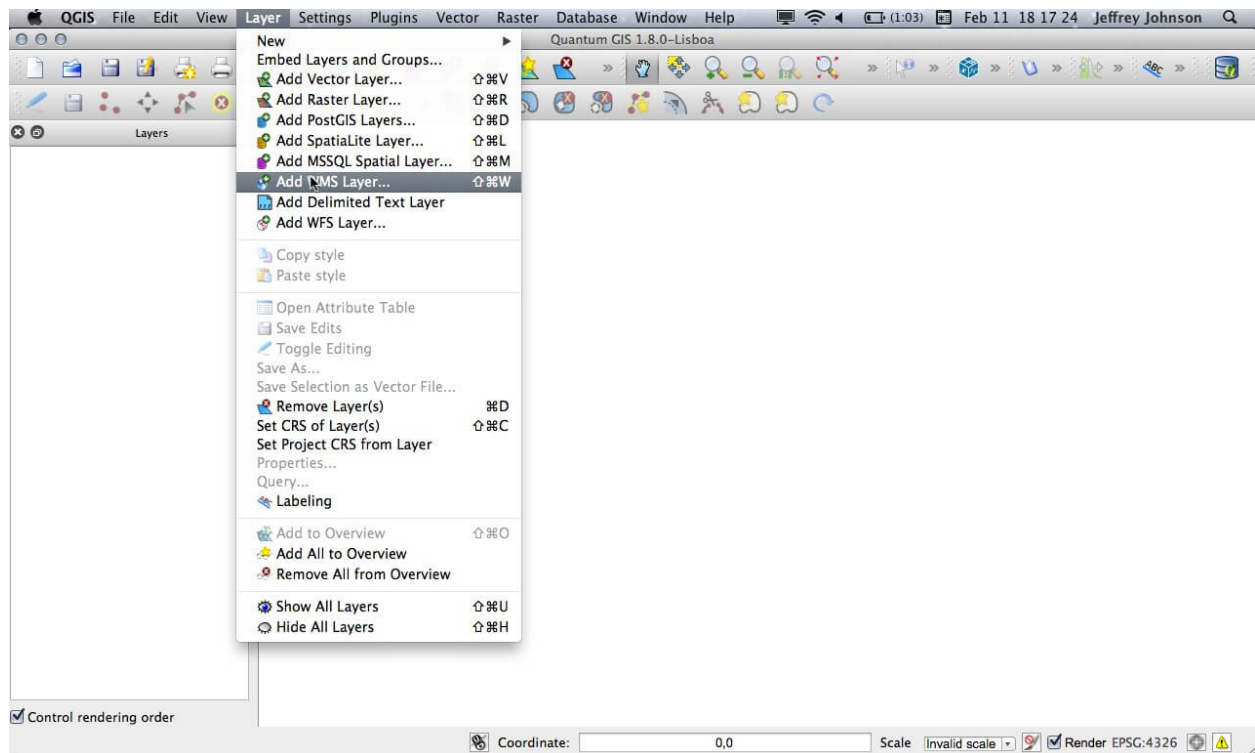 QGIS File Edit View Layer Settings Plugins Vector Raster Database Window Help (1:03) Feb 11 18 17 24 Jeffrey Johnson
Quantum GIS 1.8.0-Lisboa
New
Embed Layers and Groups...
Add Vector Layer... ⇧⌘V
Add Raster Layer... ⇧⌘R
Add PostGIS Layers... ⇧⌘D
Add SpatiaLite Layer... ⇧⌘L
Add MSSQL Spatial Layer... ⇧⌘M
Add WMS Layer... ⇧⌘W
Add Delimited Text Layer
Add WFS Layer...
Copy style
Paste style
Open Attribute Table
Save Edits
Toggle Editing
Save As...
Save Selection as Vector File...
Remove Layer(s) ⌘D
Set CRS of Layer(s) ⇧⌘C
Set Project CRS from Layer
Properties...
Query...
Labeling
Add to Overview ⇧⌘O
Add All to Overview
Remove All from Overview
Show All Layers ⇧⌘U
Hide All Layers ⇧⌘H
Layers
Control rendering order
Coordinate: 0,0 Scale Invalid scale Render EPSG:4326